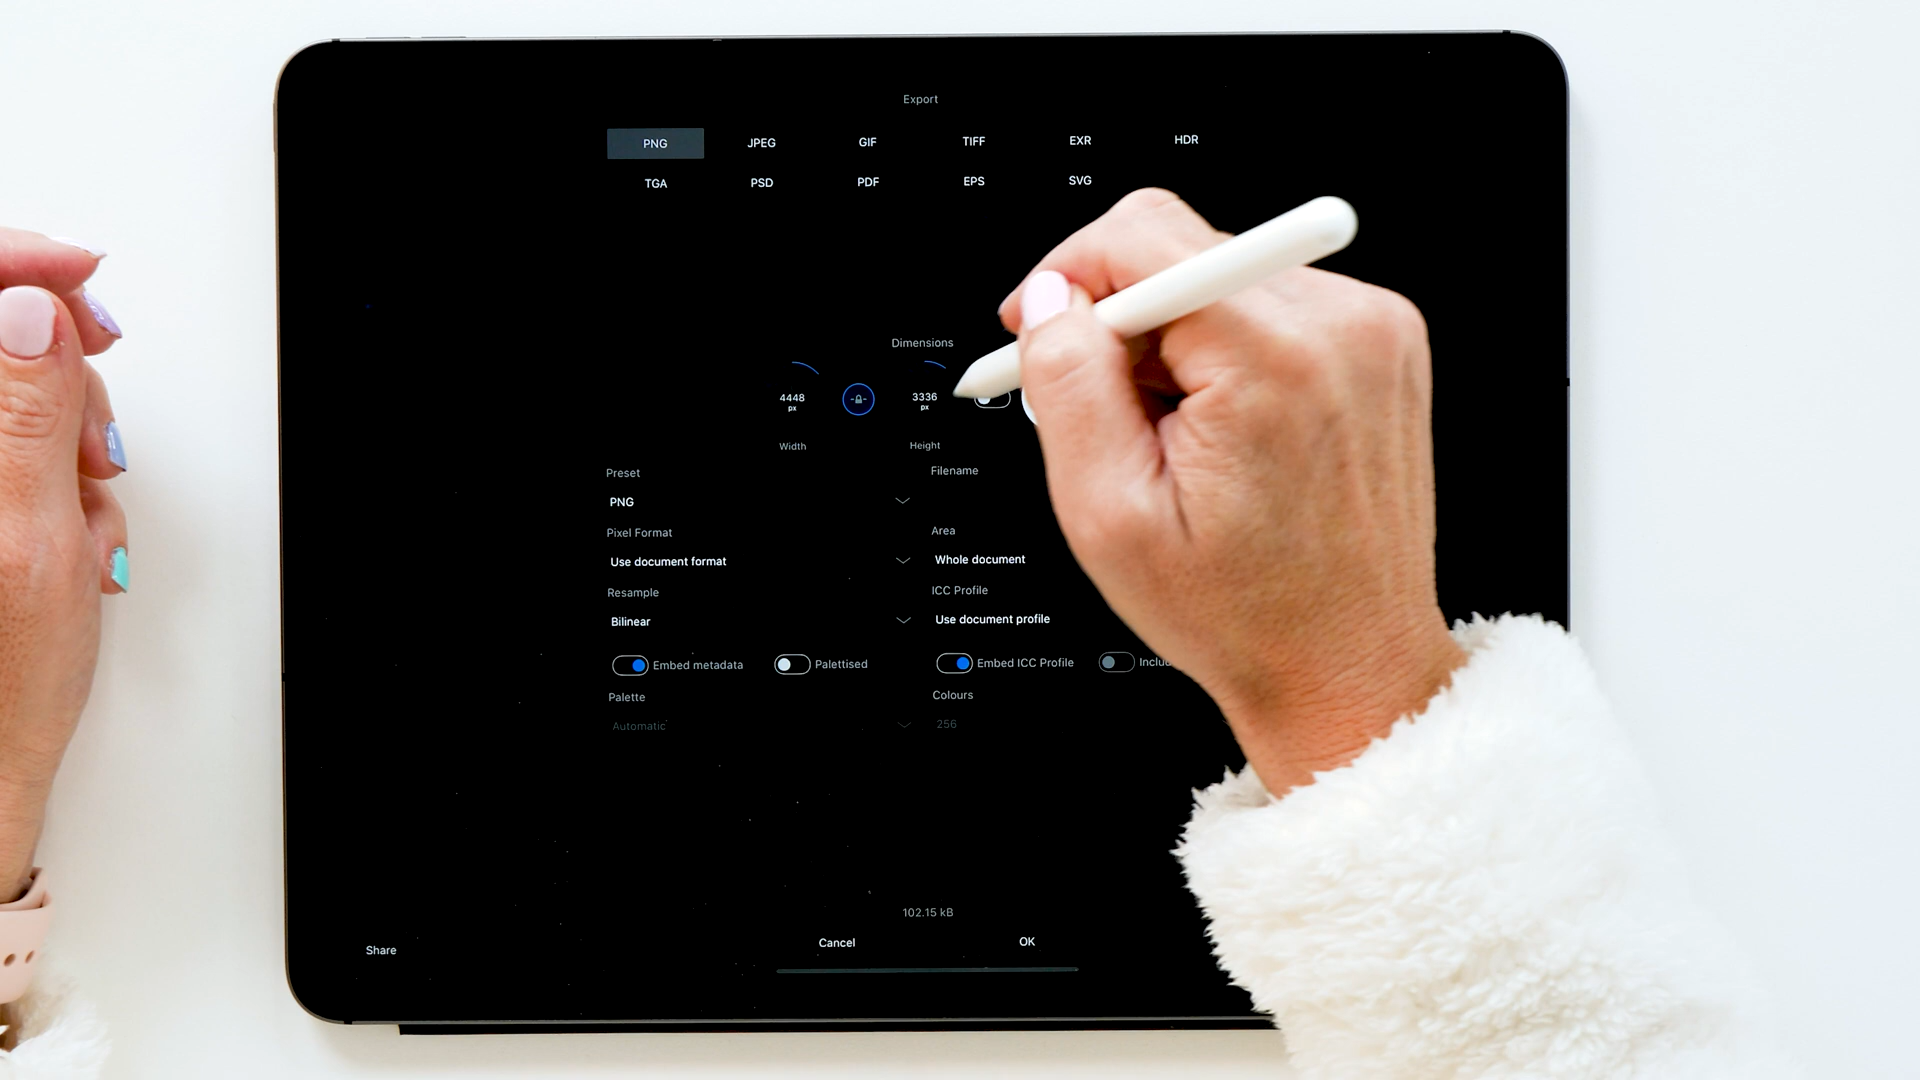 Export
PNG JPEG GIF TIFF EXR HDR
TGA PSD PDF EPS SVG
Dimensions
4448 px
3336 px
Width
Height
Preset
PNG
Filename
Pixel Format
Use document format
Area
Whole document
Resample
Bilinear
ICC Profile
Use document profile
Embed metadata Palettised Embed ICC Profile
Palette
Automatic
Colours
256
102.15 kB
Share Cancel OK